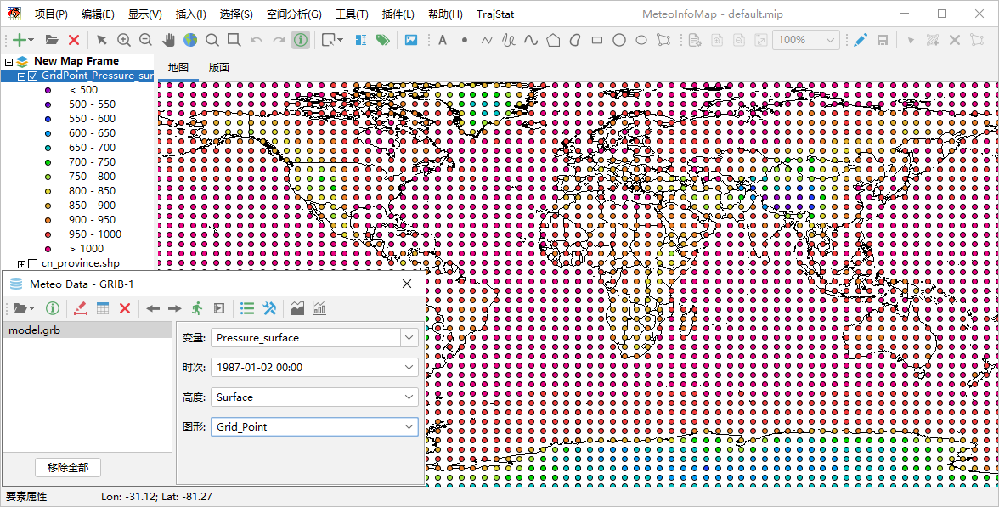 项目(P) 编辑(E) 显示(V) 插入(I) 选择(S) 空间分析(G) 工具(T) 插件(L) 帮助(H) TrajStat MeteoInfoMap - default.mip
100%
New Map Frame
地图 版面
GridPoint_Pressure_sur
< 500
500 - 550
550 - 600
600 - 650
650 - 700
700 - 750
750 - 800
800 - 850
850 - 900
900 - 950
950 - 1000
> 1000
cn_province.shp
Meteo Data - GRIB-1
model.grb
变量: Pressure_surface
时次: 1987-01-02 00:00
高度: Surface
图形: Grid_Point
移除全部
要素属性 Lon: -31.12; Lat: -81.27